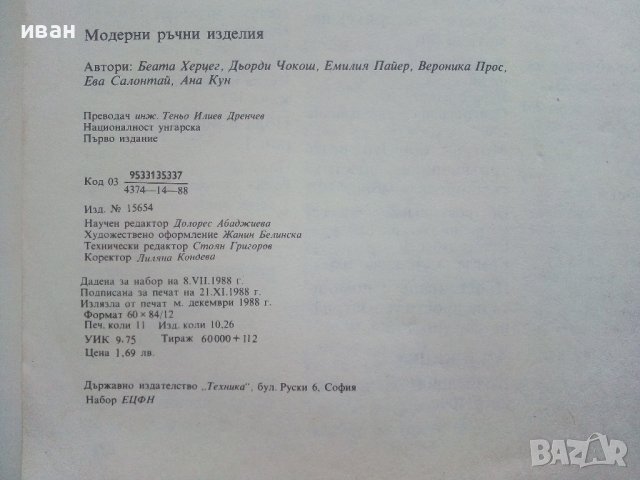 иван
Модерни ръчни изделия
Автори: Беата Херцег, Дьорди Чокош, Емилия Пайер, Вероника Прос,
Ева Салонтай, Ана Кун
Преводач инж. Теньо Илиев Дренчев
Националност унгарска
Първо издание
Код 03 9533135337
4374—14—88
Изд. № 15654
Научен редактор Долорес Абаджиева
Художествено оформление Жанин Белинска
Технически редактор Стоян Григоров
Коректор Лиляна Кондева
Дадена за набор на 8.VII.1988 г.
Подписана за печат на 21.XI.1988 г.
Излязла от печат м. декември 1988 г.
Формат 60×84/12
Печ. коли 11 Изд. коли 10,26
УИК 9,75 Тираж 60000+112
Цена 1,69 лв.
Държавно издателство „Техника", бул. Руски 6, София
Набор ЕЦФН
BAZAR